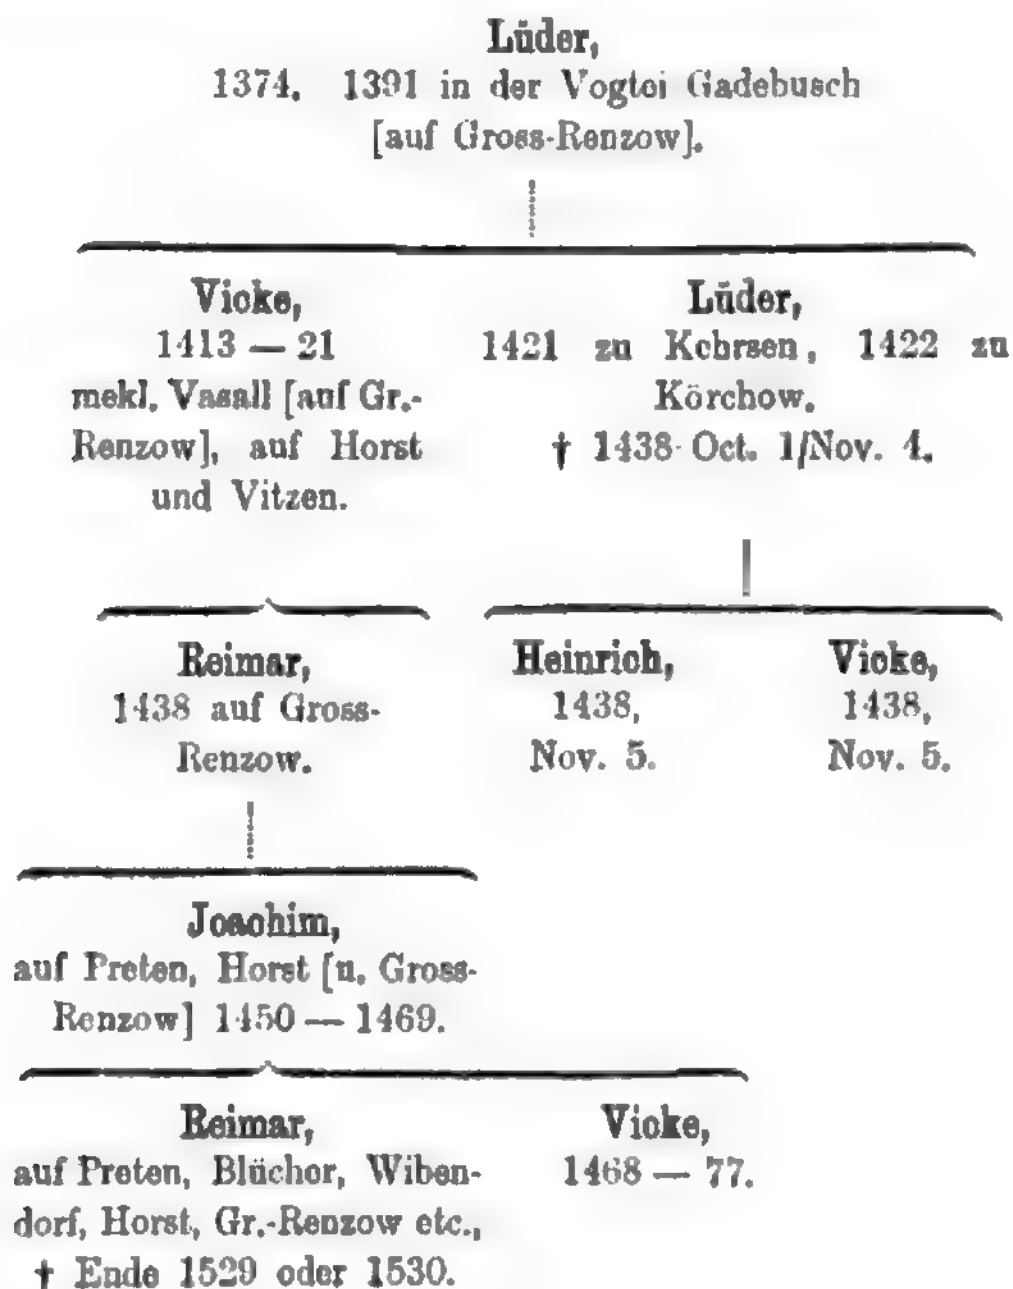 Lüder,
1374. 1391 in der Vogtei Gadebusch
[auf Gross-Renzow].
Vicke,
1413 — 21
mekl. Vasall [auf Gr.-
Renzow], auf Horst
und Vitzen.
Lüder,
1421 zu Kehrsen, 1422 zu
Körchow.
† 1438 Oct. 1/Nov. 4.
Reimar,
1438 auf Gross-
Renzow.
Heinrich,
1438,
Nov. 5.
Vicke,
1438,
Nov. 5.
Joachim,
auf Preten, Horst [u. Gross-
Renzow] 1450 — 1469.
Reimar,
auf Preten, Blücher, Wiben-
dorf, Horst, Gr.-Renzow etc.,
† Ende 1529 oder 1530.
Vicke,
1468 — 77.